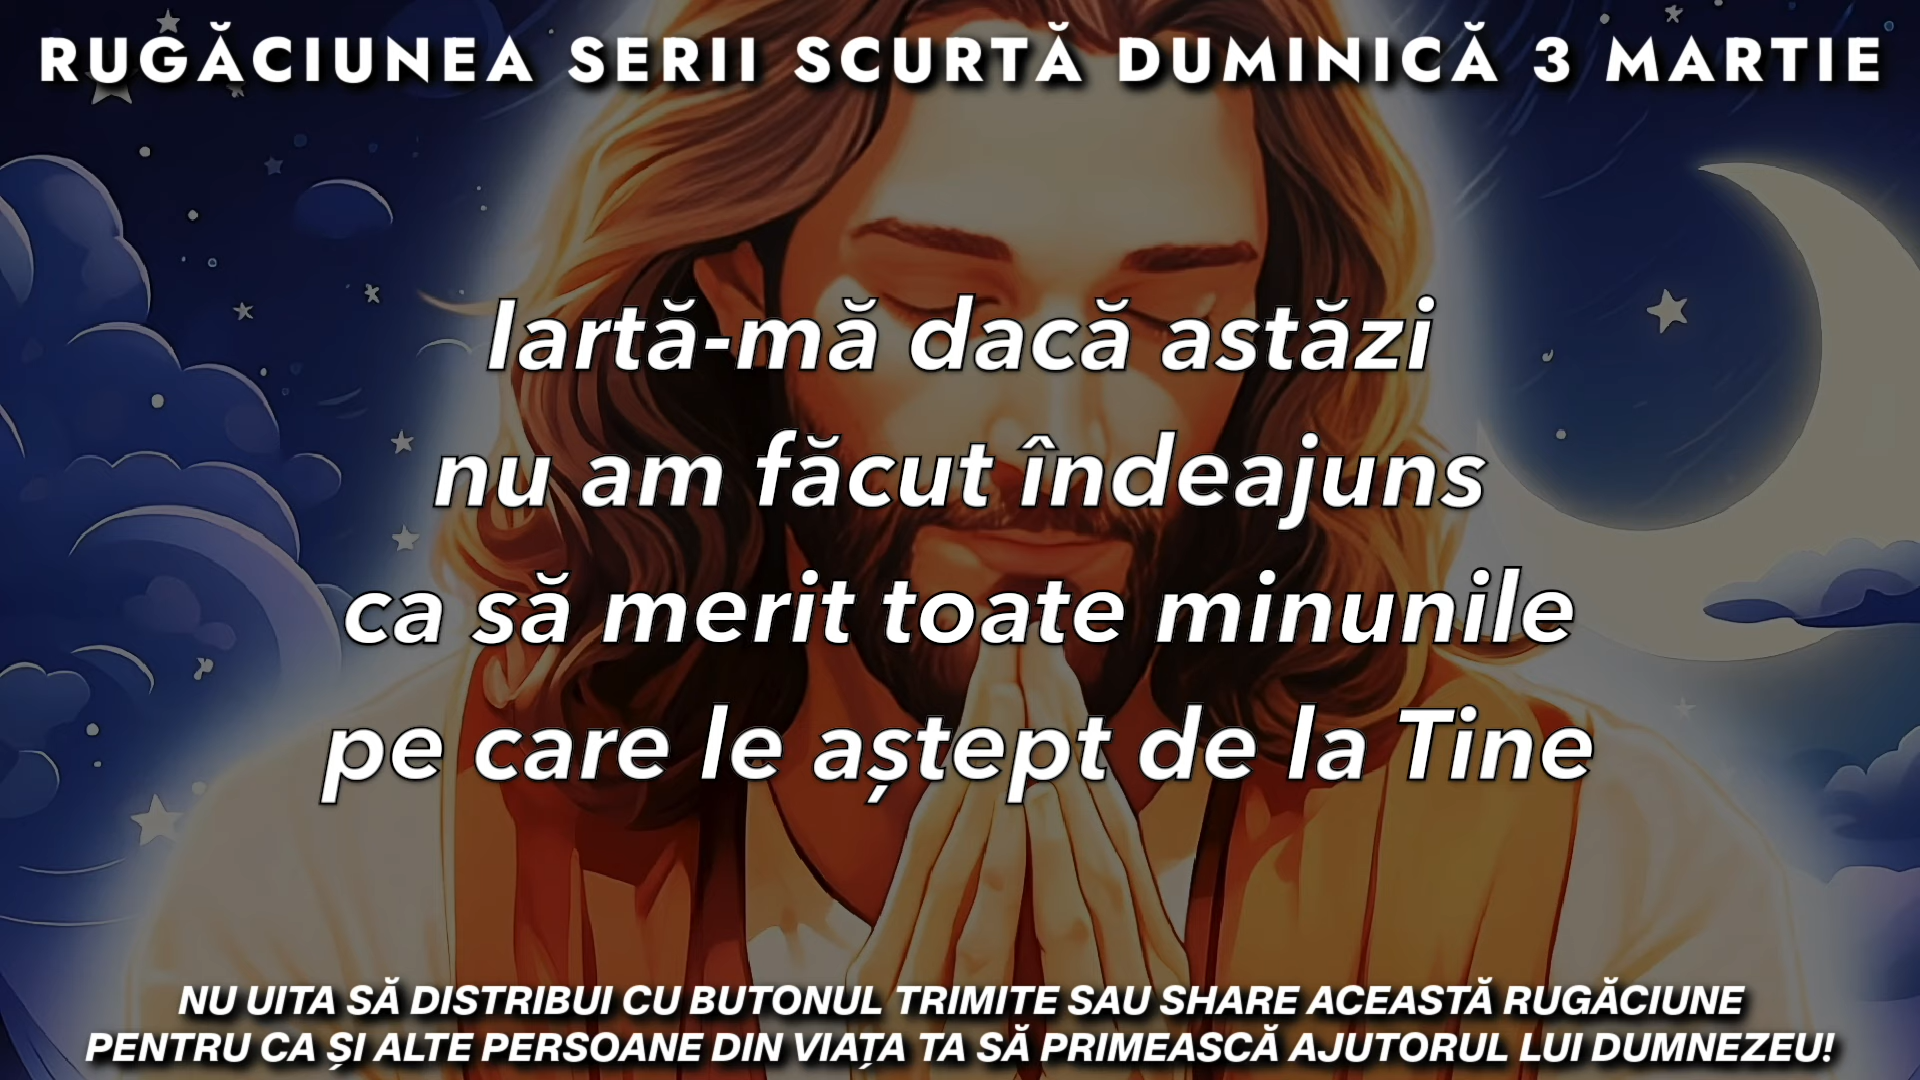 RUGĂCIUNEA SERII SCURTĂ DUMINICĂ 3 MARTIE
Iartă-mă dacă astăzi
nu am făcut îndeajuns
ca să merit toate minunile
pe care le aștept de la Tine
NU UITA SĂ DISTRIBUI CU BUTONUL TRIMITE SAU SHARE ACEASTĂ RUGĂCIUNE
PENTRU CA ȘI ALTE PERSOANE DIN VIAȚA TA SĂ PRIMEASCĂ AJUTORUL LUI DUMNEZEU!